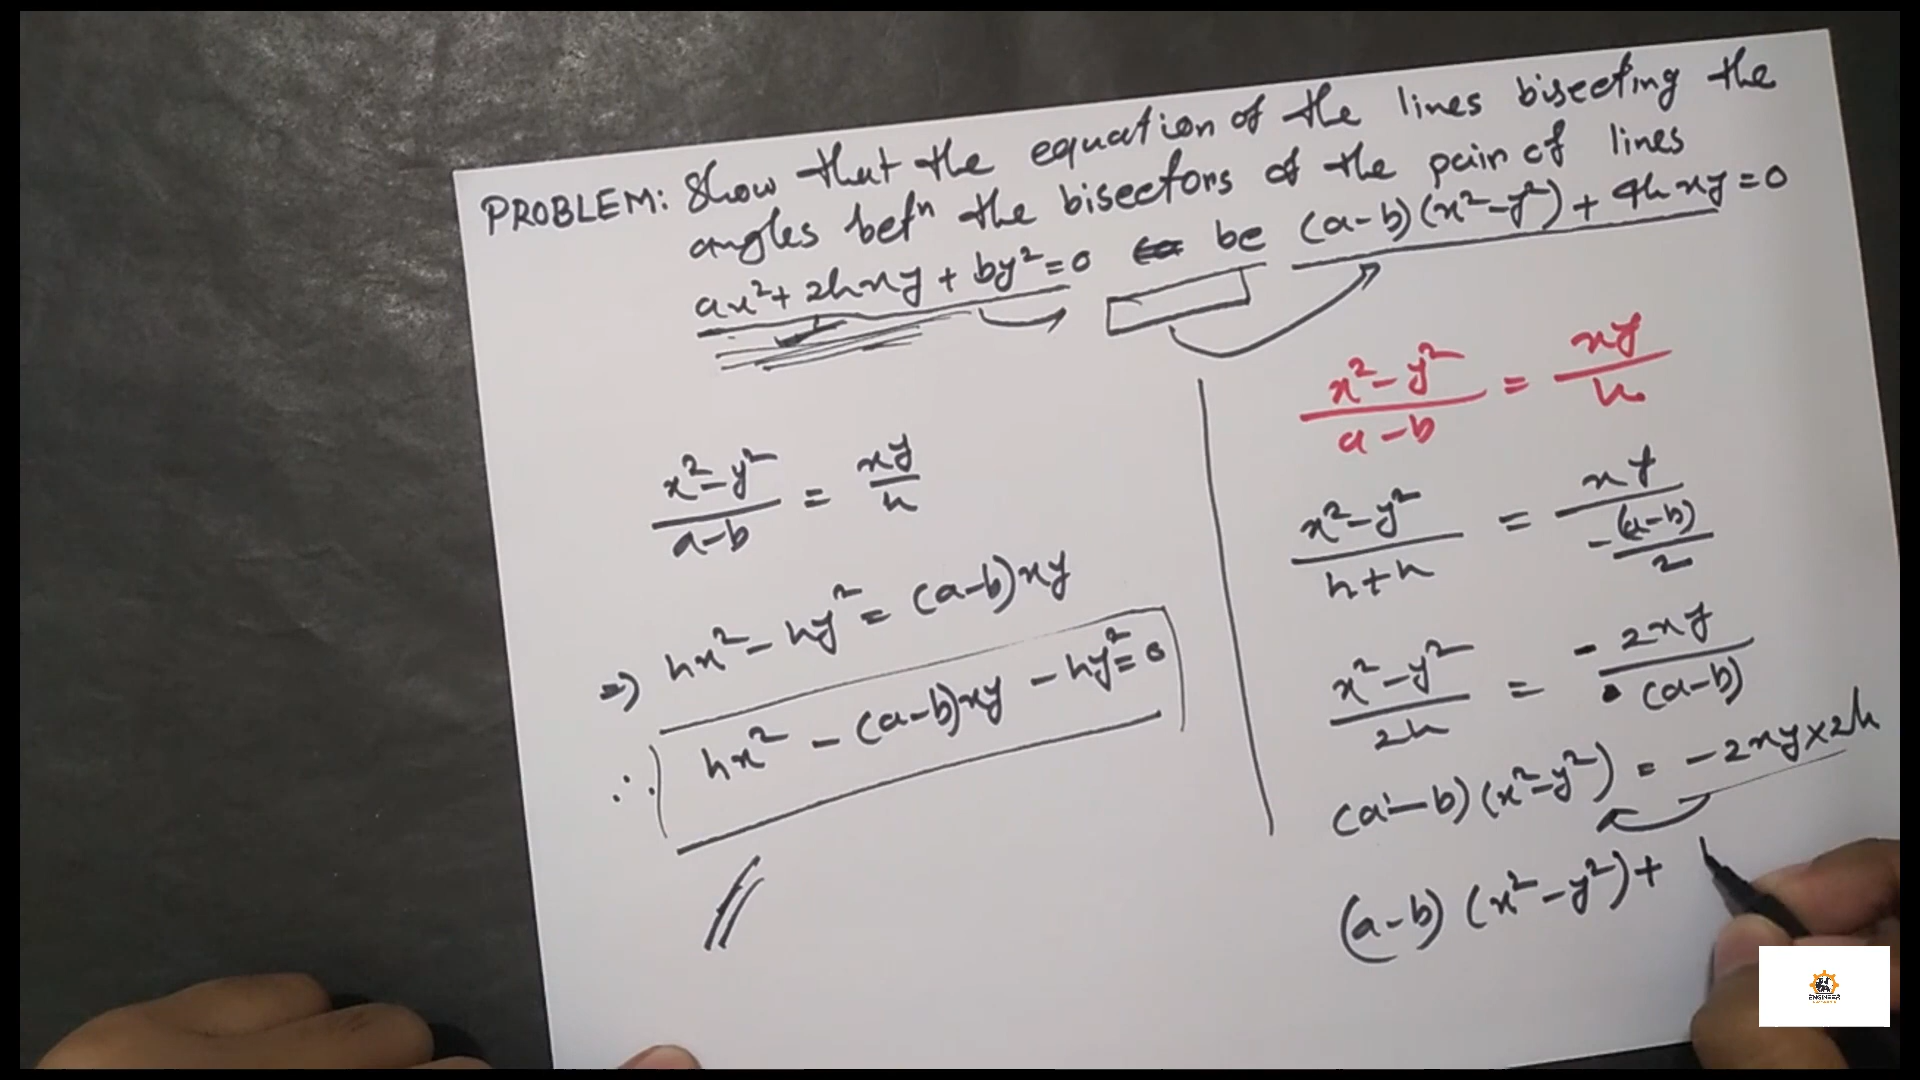 PROBLEM: Show that the equation of the lines bisecting the
angles betⁿ the bisectors of the pair of lines
ax²+2hxy+by²=0 be (a-b)(x²-y²)+4hxy=0
x²-y²/a-b = xy/h
⇒) hx²-hy² = (a-b)xy
∴ hx² - (a-b)xy - hy²=0
x²-y²/a-b = xy/h
x²-y²/h+h = xy/-(a-b)/2
x²-y²/2h = -2xy/(a-b)
(a-b)(x²-y²) = -2xy×2h
(a-b)(x²-y²)+
ENGINEER